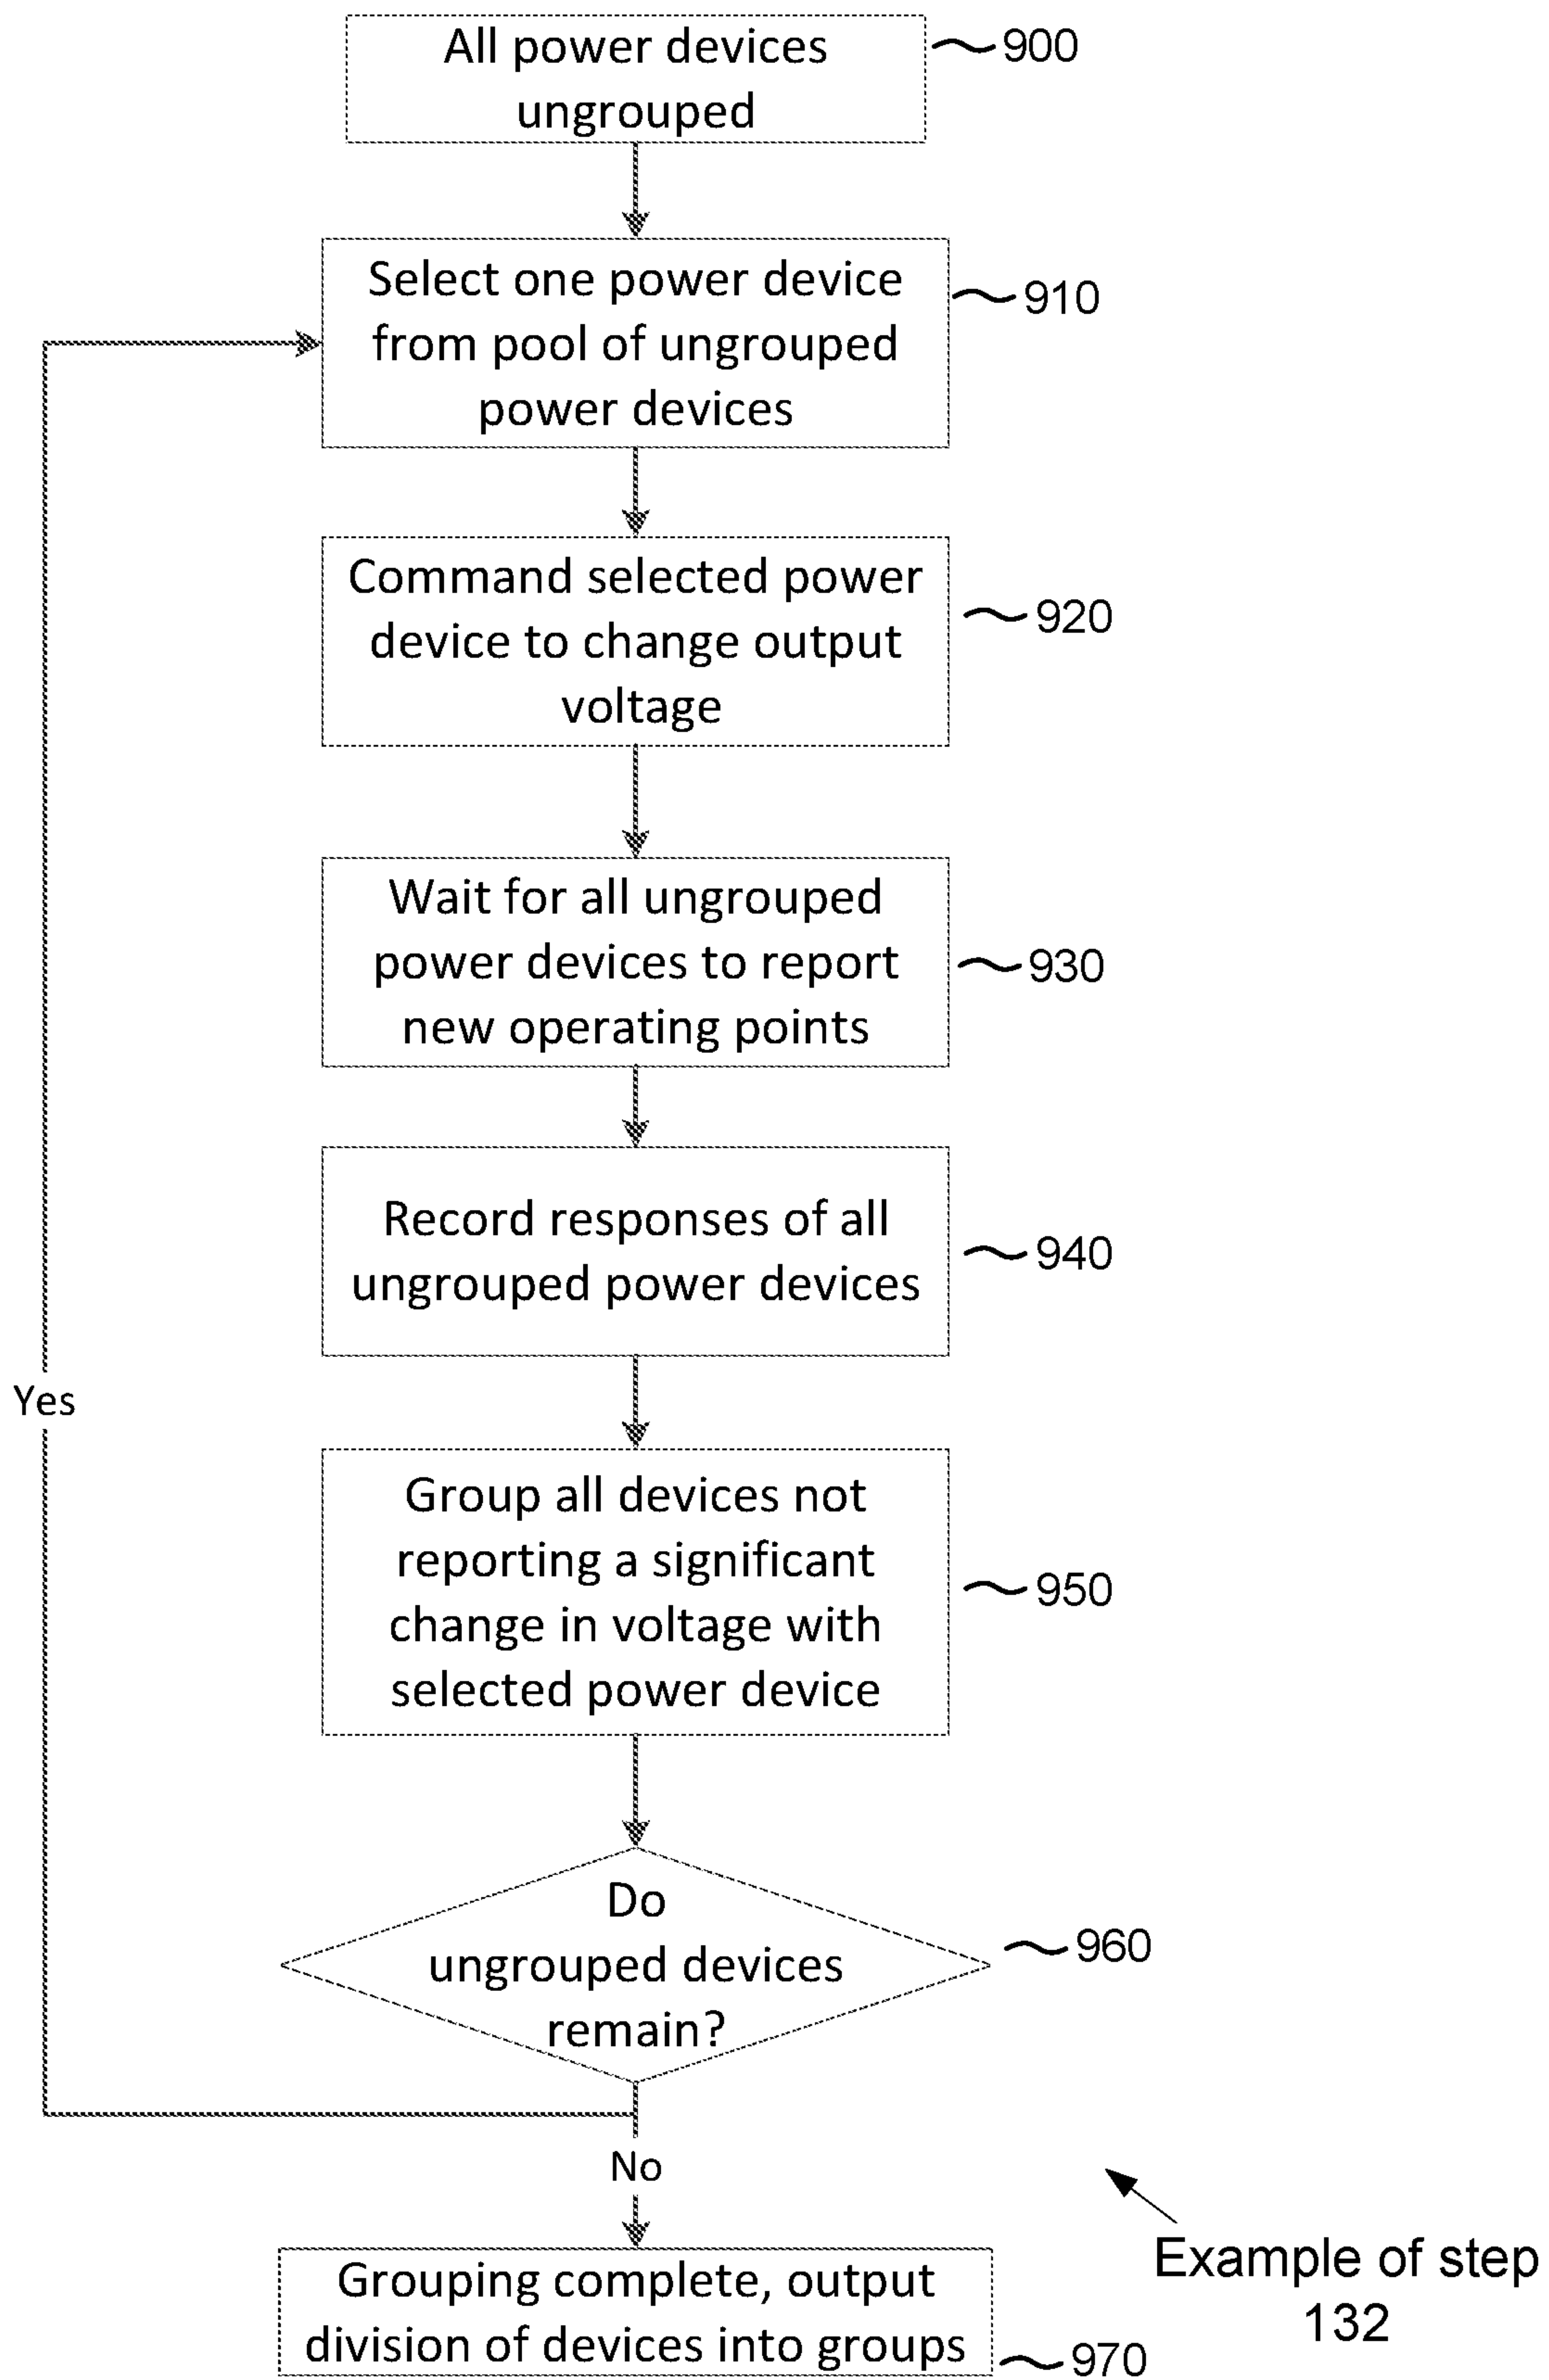 All power devices
ungrouped
900
Select one power device
from pool of ungrouped
power devices
910
Command selected power
device to change output
voltage
920
Wait for all ungrouped
power devices to report
new operating points
930
Record responses of all
ungrouped power devices
940
Yes
Group all devices not
reporting a significant
change in voltage with
selected power device
950
Do
ungrouped devices
remain?
960
No
Grouping complete, output
division of devices into groups
970
Example of step
132